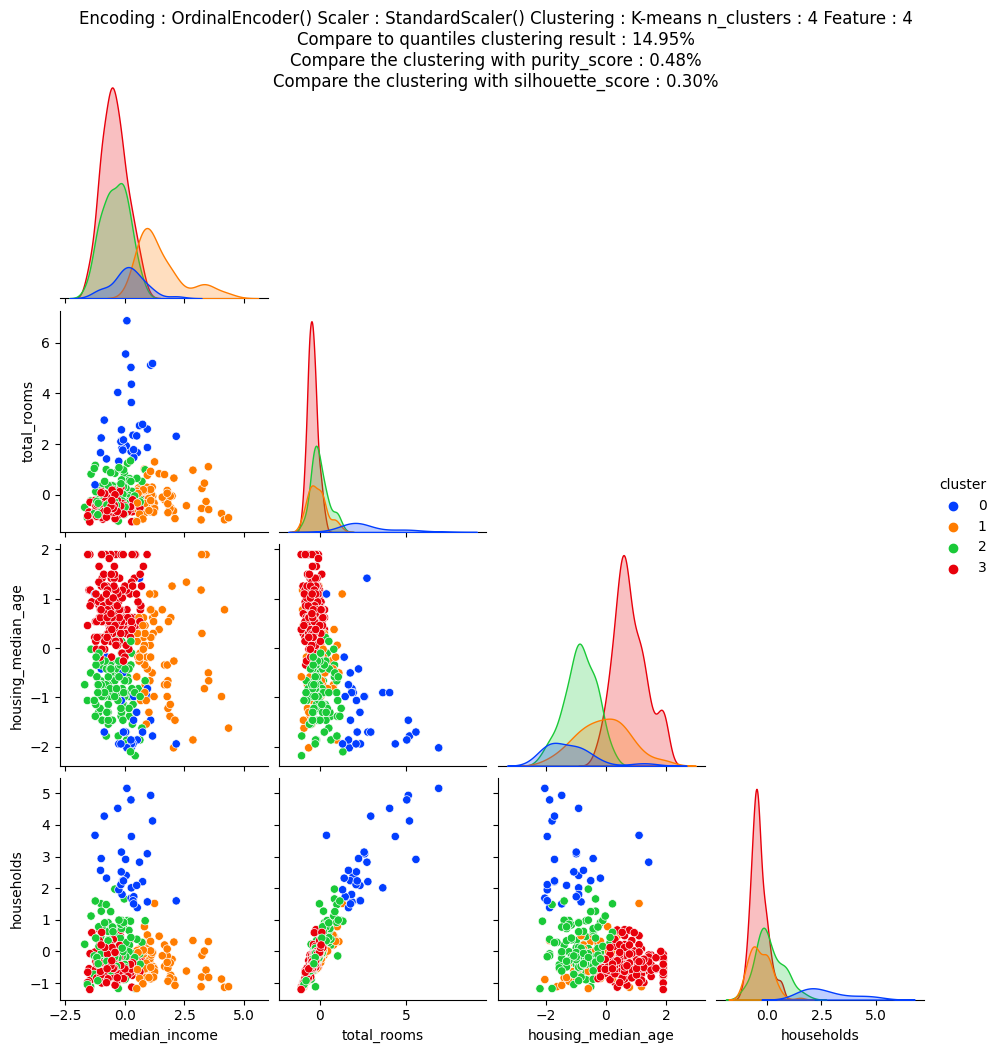 Encoding : OrdinalEncoder() Scaler : StandardScaler() Clustering : K-means n_clusters : 4 Feature : 4
Compare to quantiles clustering result : 14.95%
Compare the clustering with purity_score : 0.48%
Compare the clustering with silhouette_score : 0.30%
6
4
2
0
total_rooms
cluster
0
1
2
3
2
1
0
−1
−2
housing_median_age
5
4
3
2
1
0
−1
households
−2.5 0.0 2.5 5.0
median_income
0 5
total_rooms
−2 0 2
housing_median_age
0.0 2.5 5.0
households